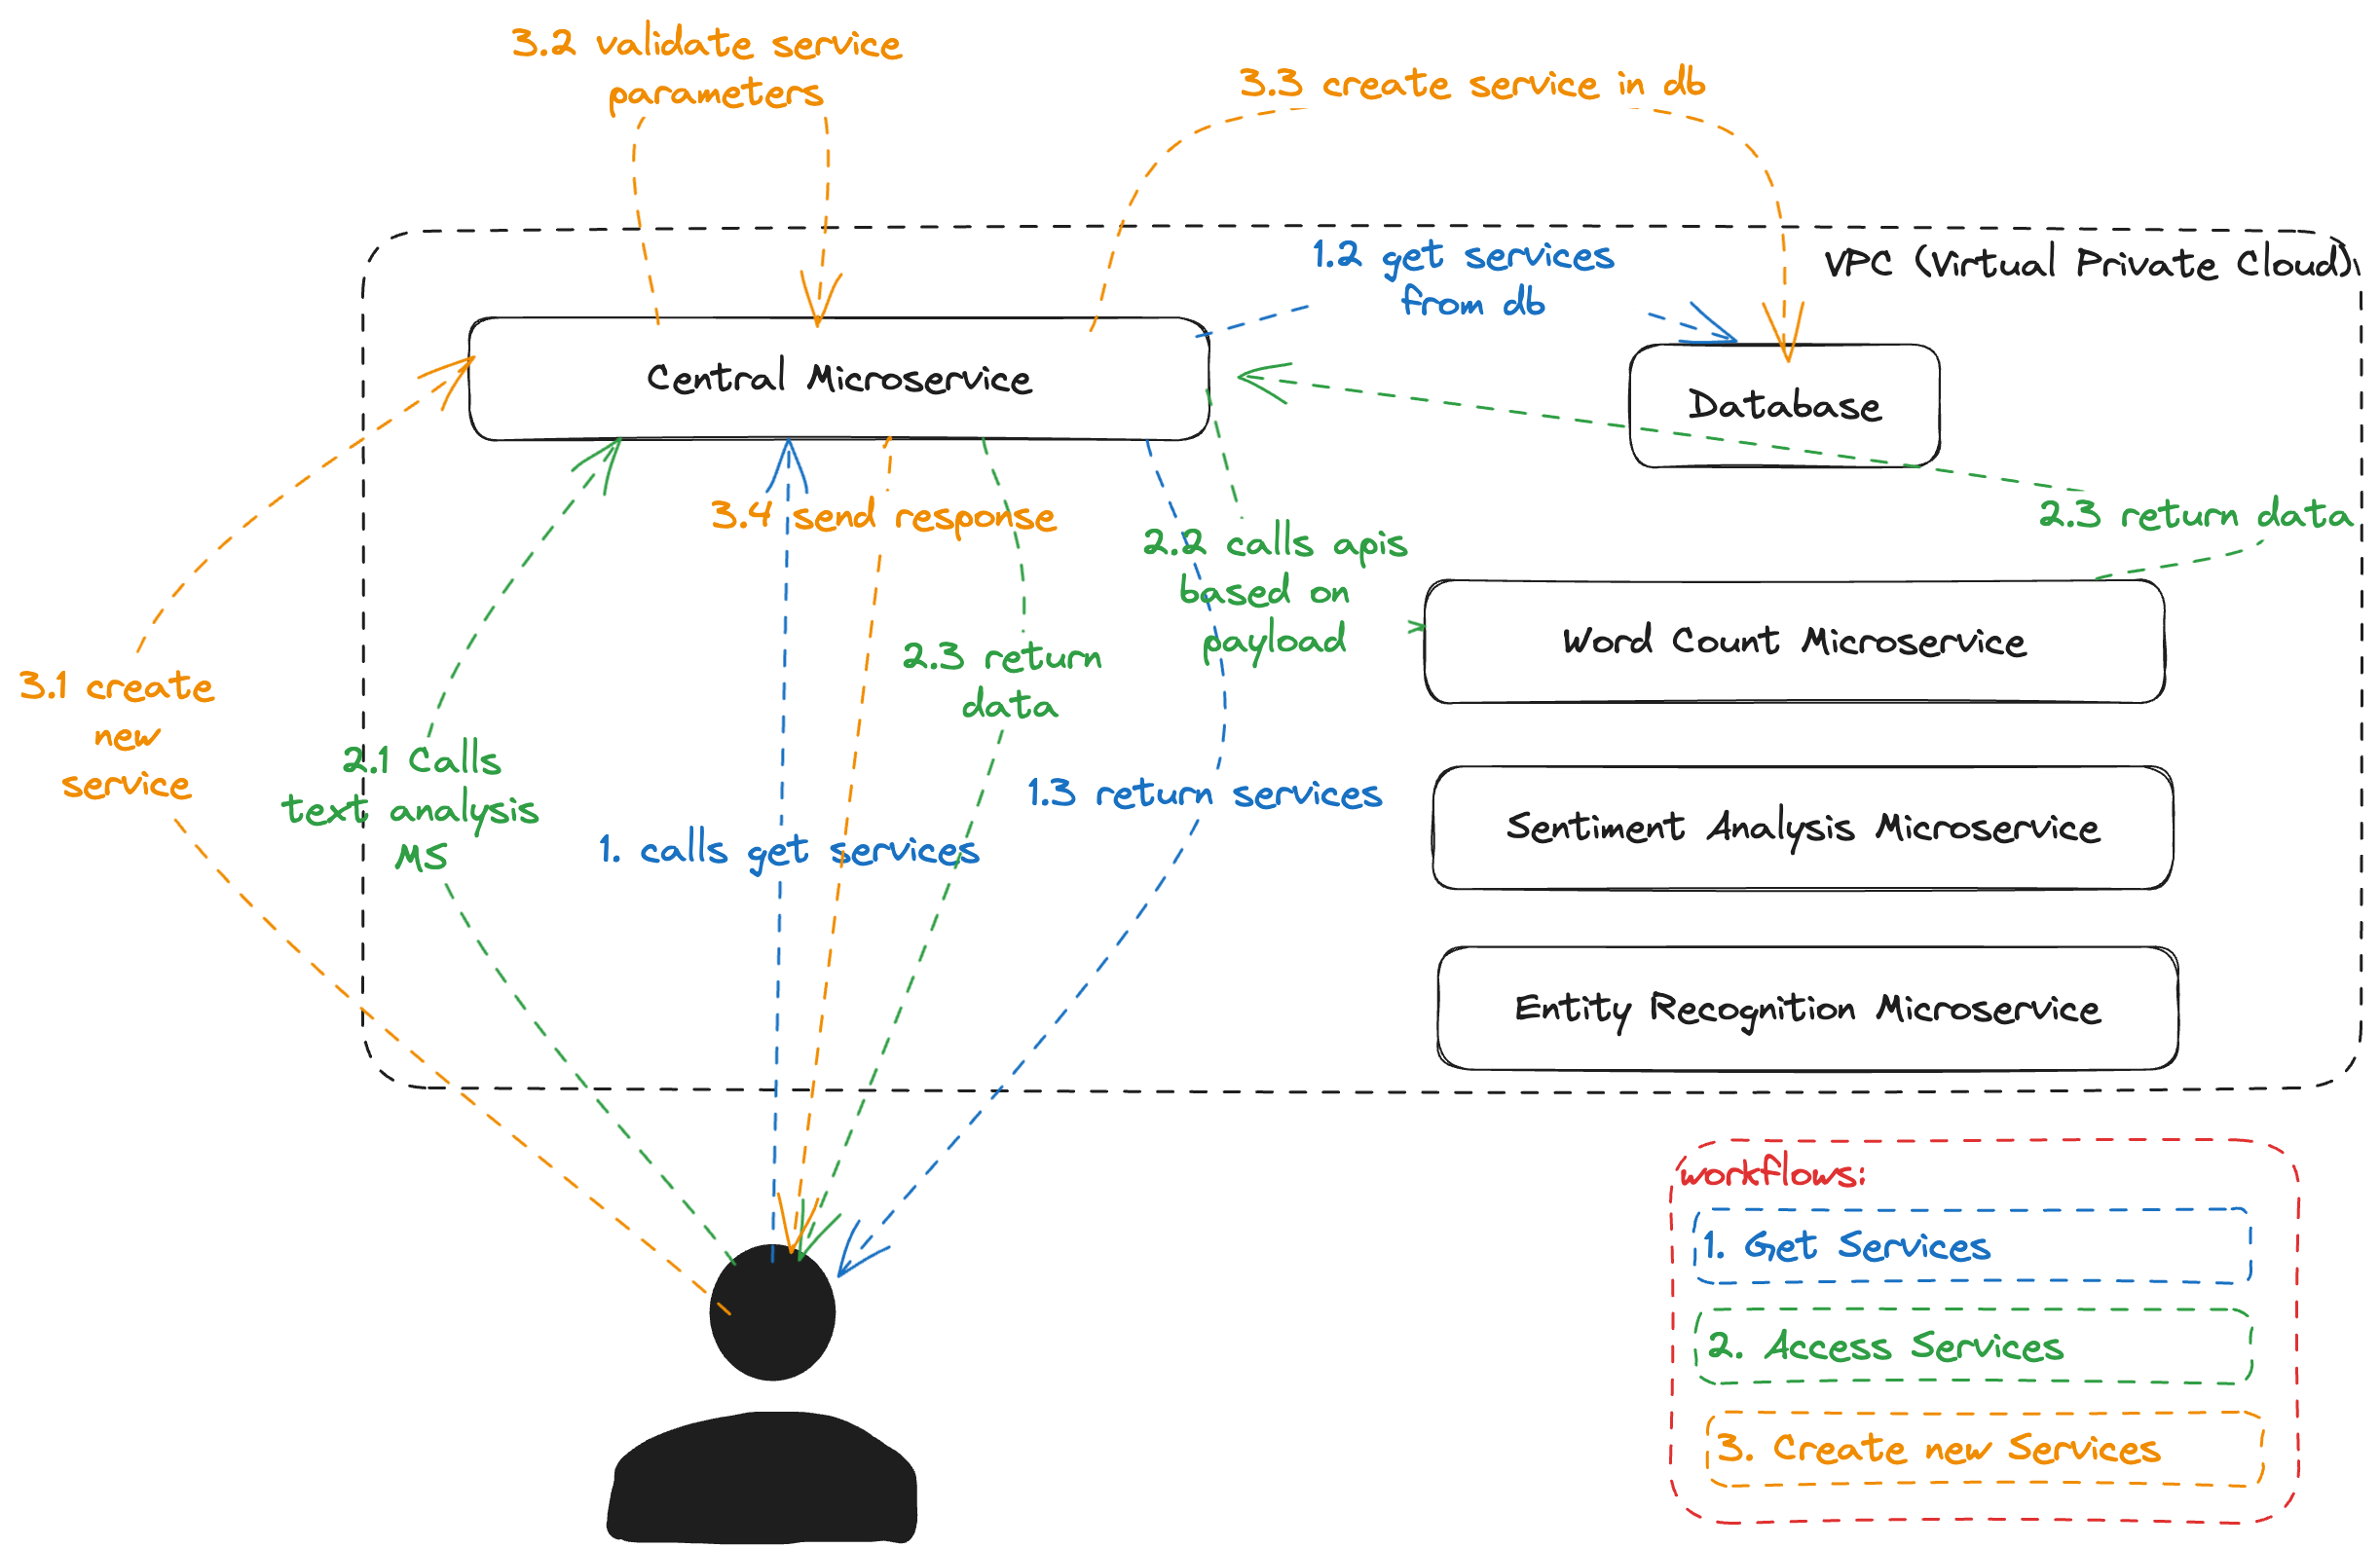 3.2 validate service
parameters
3.3 create service in db
1.2 get services
from db
VPC (Virtual Private Cloud)
Central Microservice
Database
3.4 send response
2.2 calls apis
based on
payload
2.3 return data
Word Count Microservice
2.3 return
data
3.1 create
new
service
2.1 Calls
text analysis
MS
1. calls get services
1.3 return services
Sentiment Analysis Microservice
Entity Recognition Microservice
workflows:
1. Get Services
2. Access Services
3. Create new Services